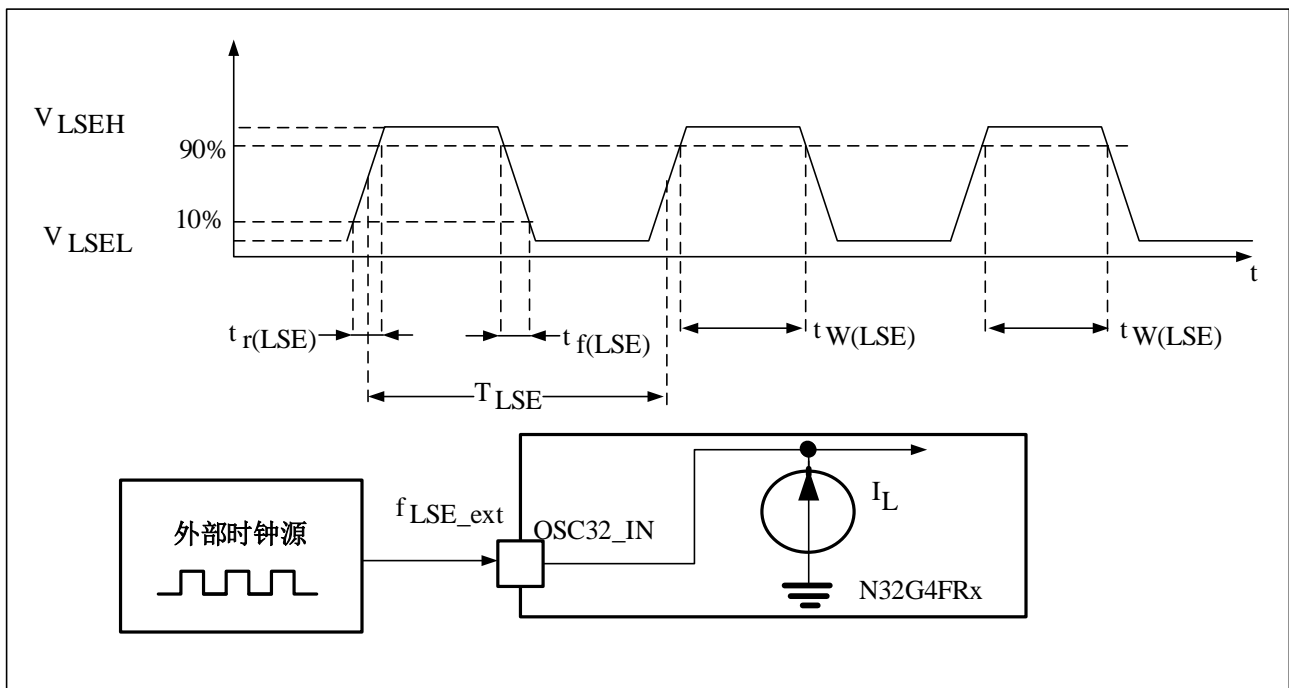 V LSEH
90%
10%
V LSEL
t
t r(LSE)
t f(LSE)
t W(LSE)
t W(LSE)
T LSE
外部时钟源
f LSE_ext
OSC32_IN
I L
N32G4FRx